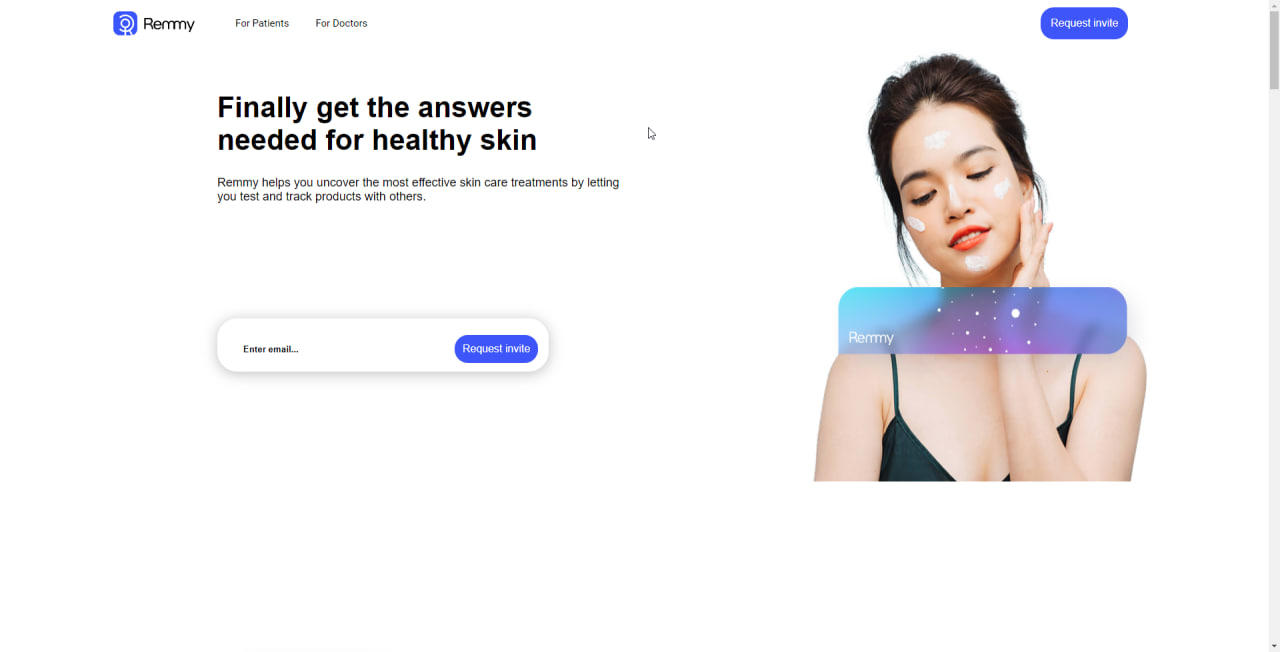 Remmy
For Patients
For Doctors
Request invite
Finally get the answers
needed for healthy skin
Remmy helps you uncover the most effective skin care treatments by letting
you test and track products with others.
Remmy
Enter email...
Request invite